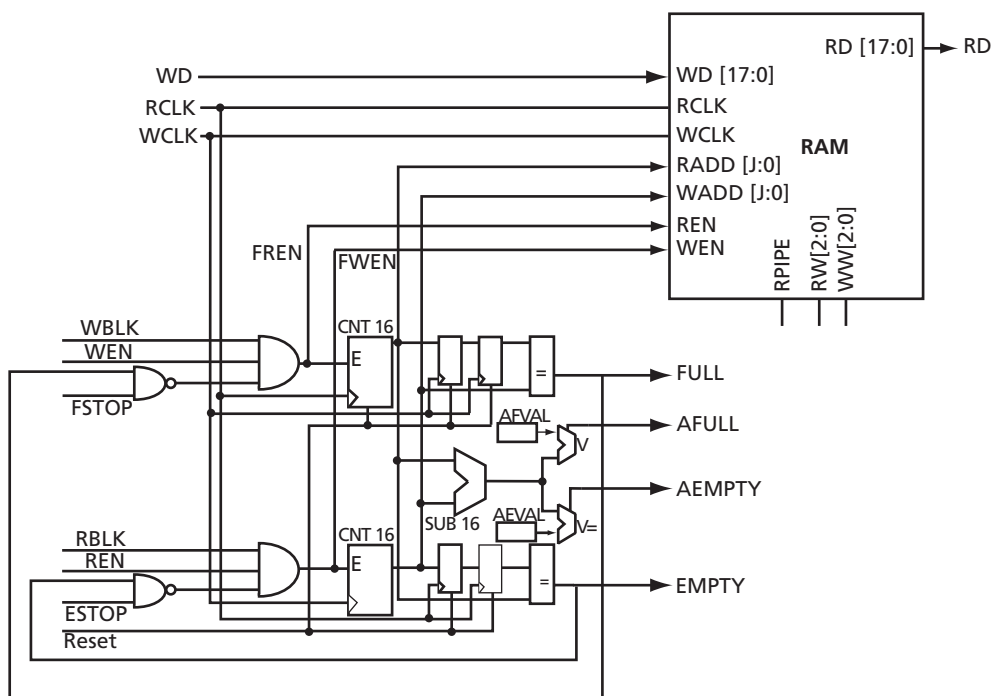 RD [17:0]
RD
WD
WD [17:0]
RCLK
RCLK
WCLK
WCLK
RAM
RADD [J:0]
WADD [J:0]
REN
FREN
FWEN
WEN
RPIPE
RW[2:0]
WW[2:0]
WBLK
CNT 16
WEN
E
=
FULL
FSTOP
AFVAL
AFULL
V
AEMPTY
SUB 16
AEVAL
V=
RBLK
CNT 16
REN
E
=
EMPTY
ESTOP
Reset